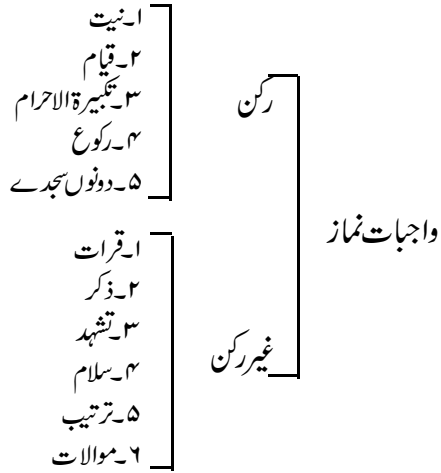 واجبات نماز
رکن
۱۔نیت
۲۔قیام
۳۔تکبیرۃ الاحرام
۴۔رکوع
۵۔دونوں سجدے
غیر رکن
۱۔قرات
۲۔ذکر
۳۔تشہد
۴۔سلام
۵۔ترتیب
۶۔موالات